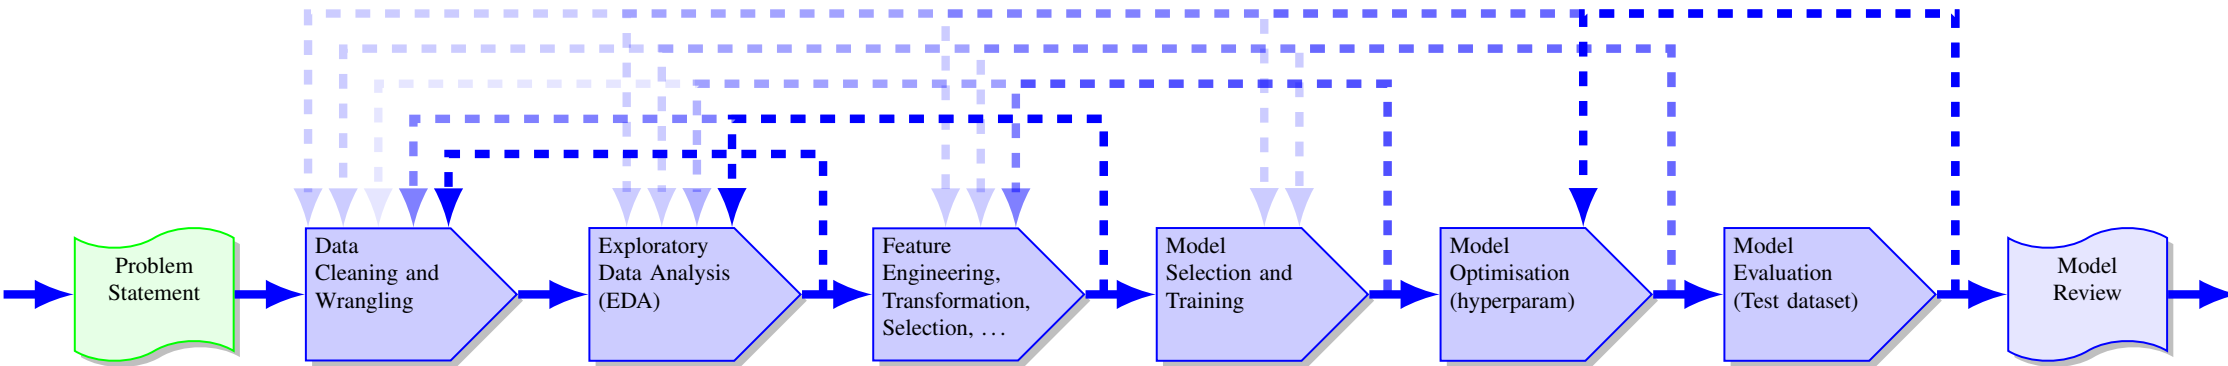 Problem
Statement
Data
Cleaning and
Wrangling
Exploratory
Data Analysis
(EDA)
Feature
Engineering,
Transformation,
Selection, …
Model
Selection and
Training
Model
Optimisation
(hyperparam)
Model
Evaluation
(Test dataset)
Model
Review